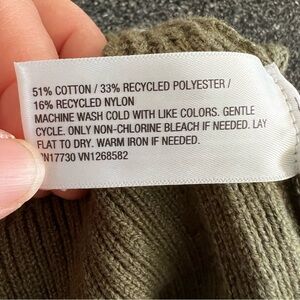 51% COTTON / 33% RECYCLED POLYESTER /
16% RECYCLED NYLON
MACHINE WASH COLD WITH LIKE COLORS. GENTLE
CYCLE. ONLY NON-CHLORINE BLEACH IF NEEDED. LAY
FLAT TO DRY. WARM IRON IF NEEDED.
VN17730 VN1268582